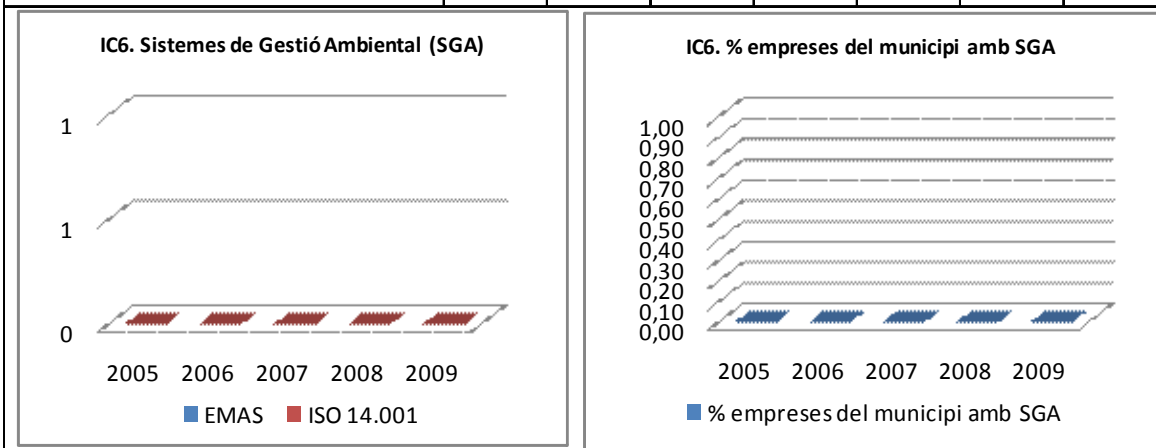 IC6. Sistemes de Gestió Ambiental (SGA)
1
1
0
2005 2006 2007 2008 2009
EMAS ISO 14.001
IC6. % empreses del municipi amb SGA
1,00
0,90
0,80
0,70
0,60
0,50
0,40
0,30
0,20
0,10
0,00
2005 2006 2007 2008 2009
% empreses del municipi amb SGA